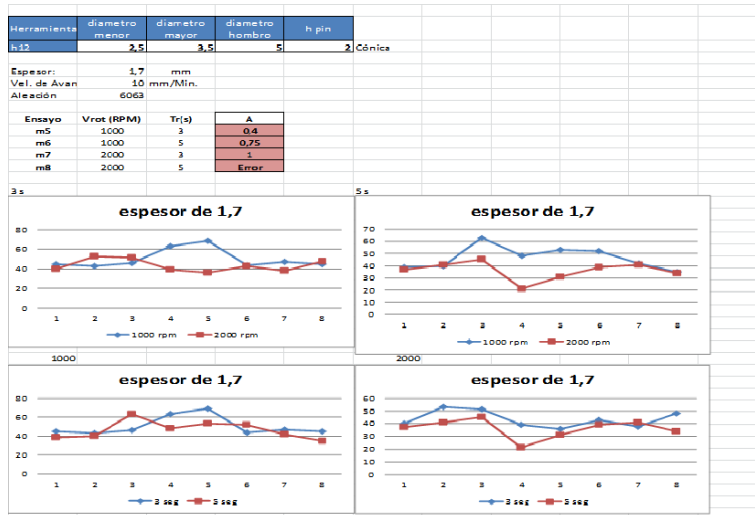 Herramienta diametro menor diametro mayor diametro hombro h pin
h12 2,5 3,5 5 2 Cónica
Espesor: 1,7 mm
Vel. de Avan 10 mm/Min.
Aleación 6063
Ensayo Vrot (RPM) Tr(s) A
m5 1000 3 0,4
m6 1000 5 0,75
m7 2000 3 1
m8 2000 5 Error
3 s 5 s
espesor de 1,7
80
60
40
20
0
1 2 3 4 5 6 7 8
1000 rpm 2000 rpm
espesor de 1,7
70
60
50
40
30
20
10
0
1 2 3 4 5 6 7 8
1000 rpm 2000 rpm
1000 2000
espesor de 1,7
80
60
40
20
0
1 2 3 4 5 6 7 8
3 seg 5 seg
espesor de 1,7
60
50
40
30
20
10
0
1 2 3 4 5 6 7 8
3 seg 5 seg